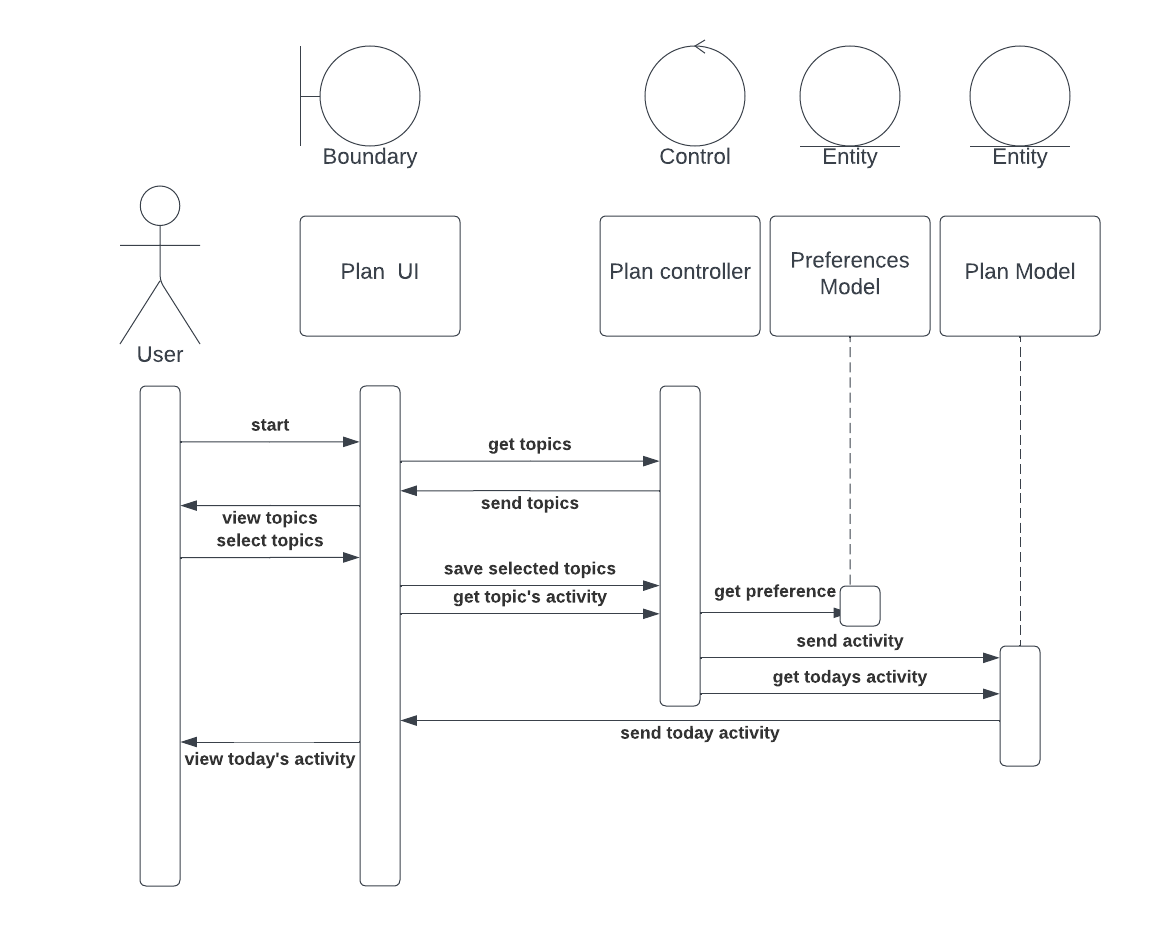 Boundary
Control
Entity
Entity
Plan  UI
Plan controller
Preferences
Model
Plan Model
User
start
get topics
send topics
view topics
select topics
save selected topics
get topic's activity
get preference
send activity
get todays activity
send today activity
view today's activity